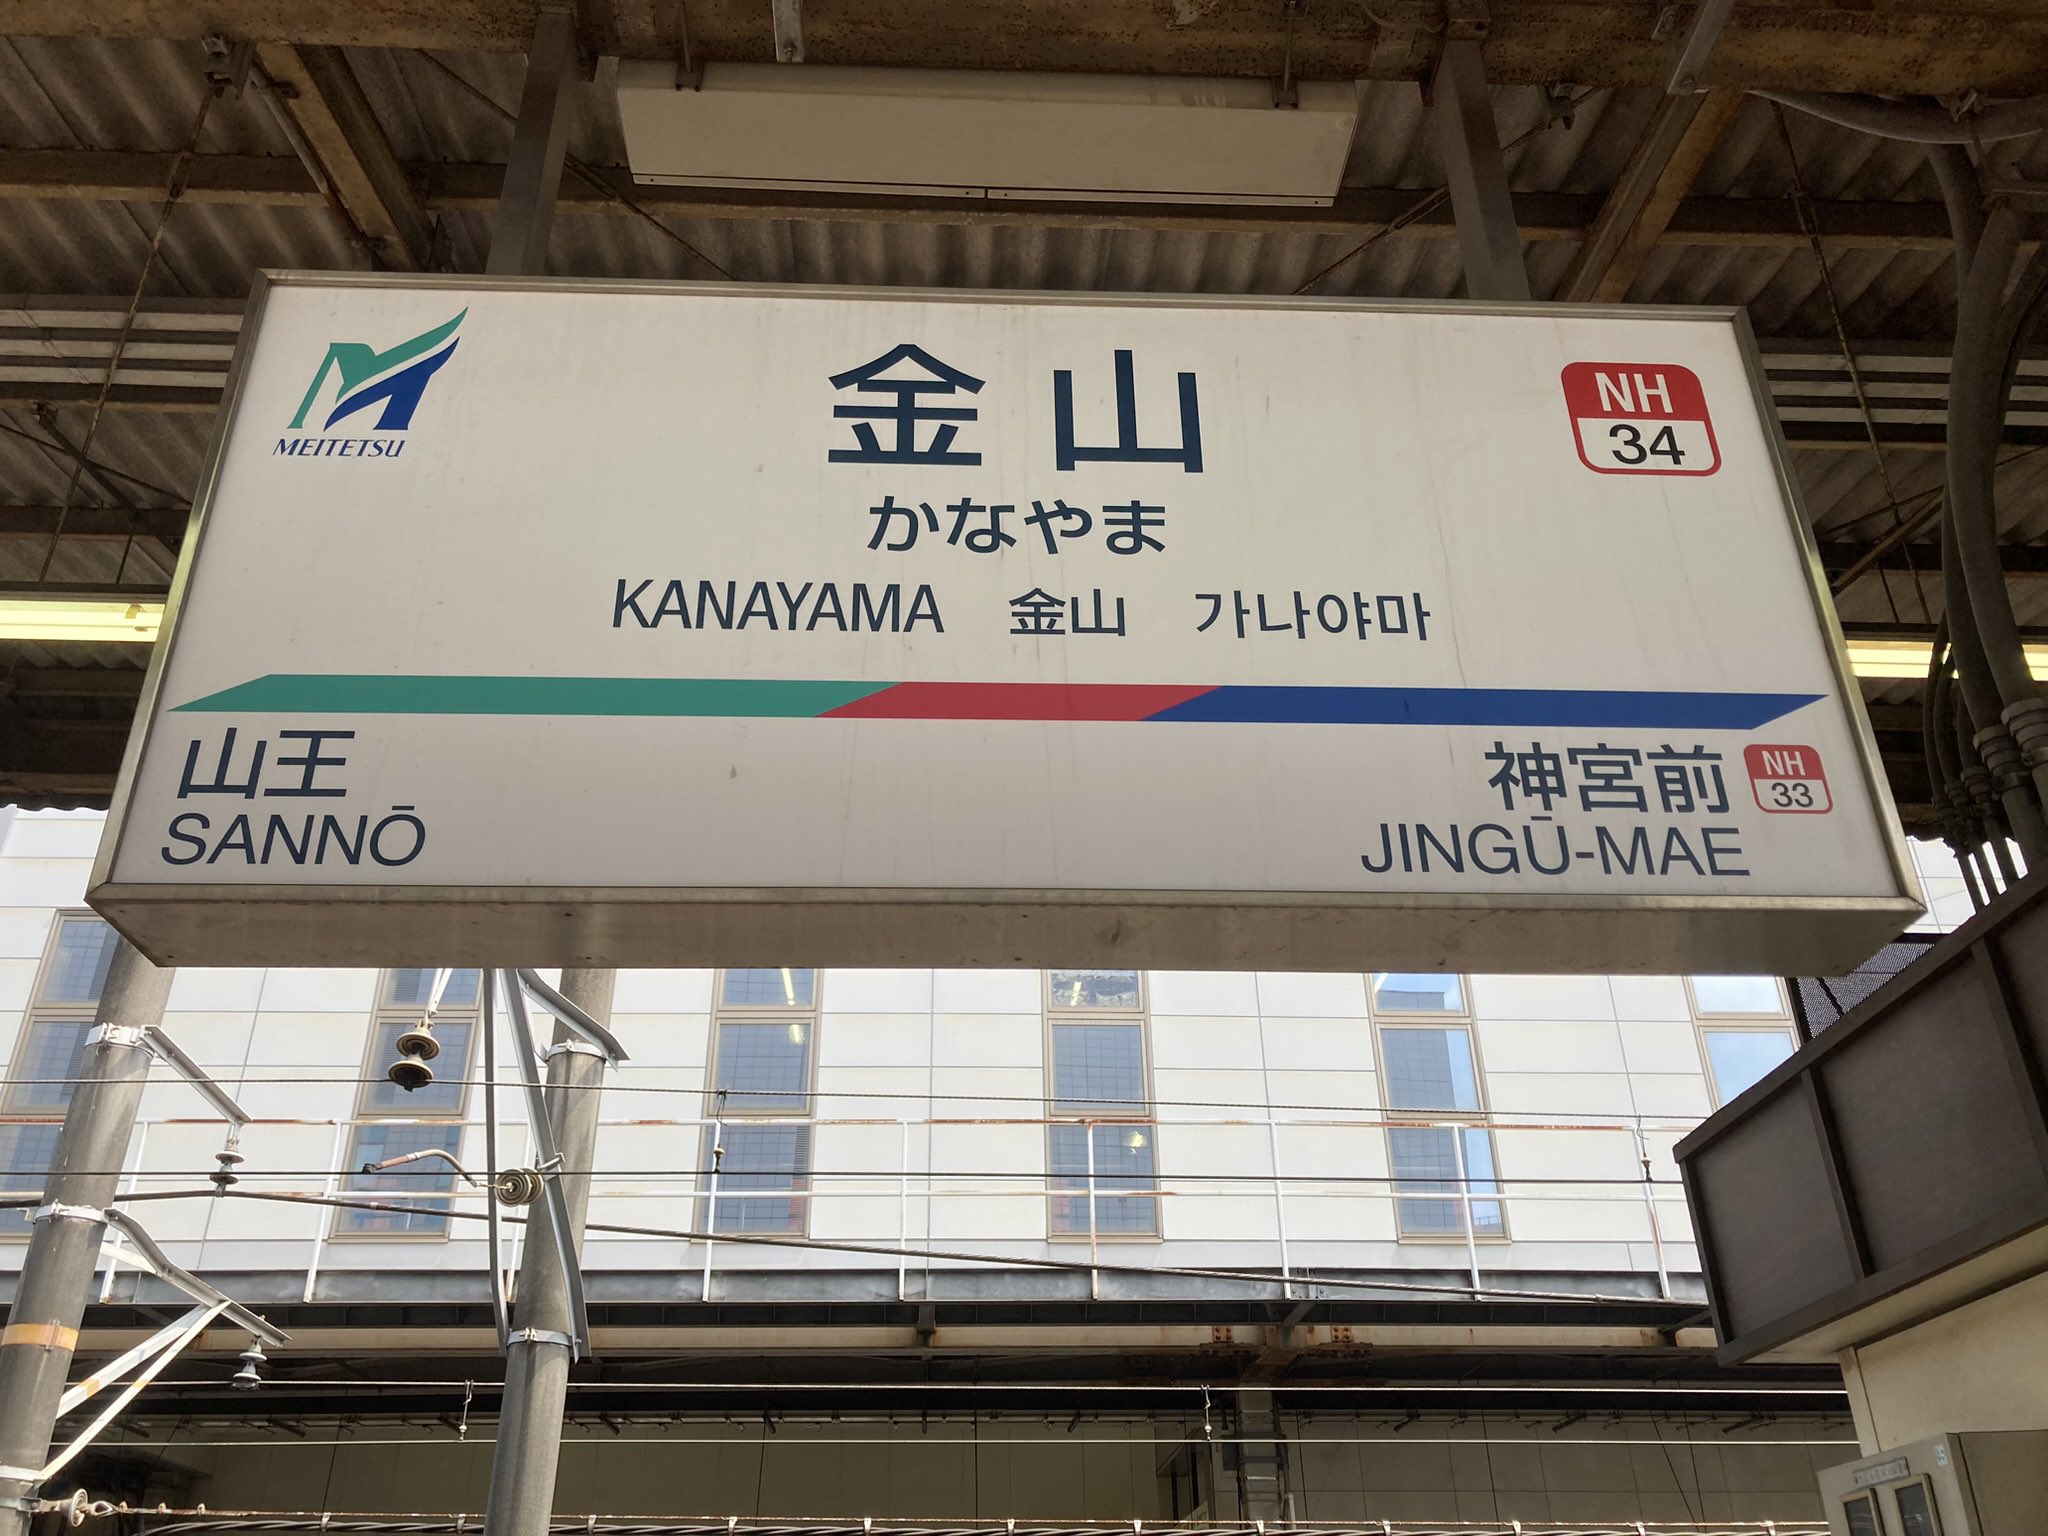 MEITETSU
金山
NH
34
かなやま
KANAYAMA 金山 가나야마
山王
SANNŌ
神宮前
NH
33
JINGŪ-MAE